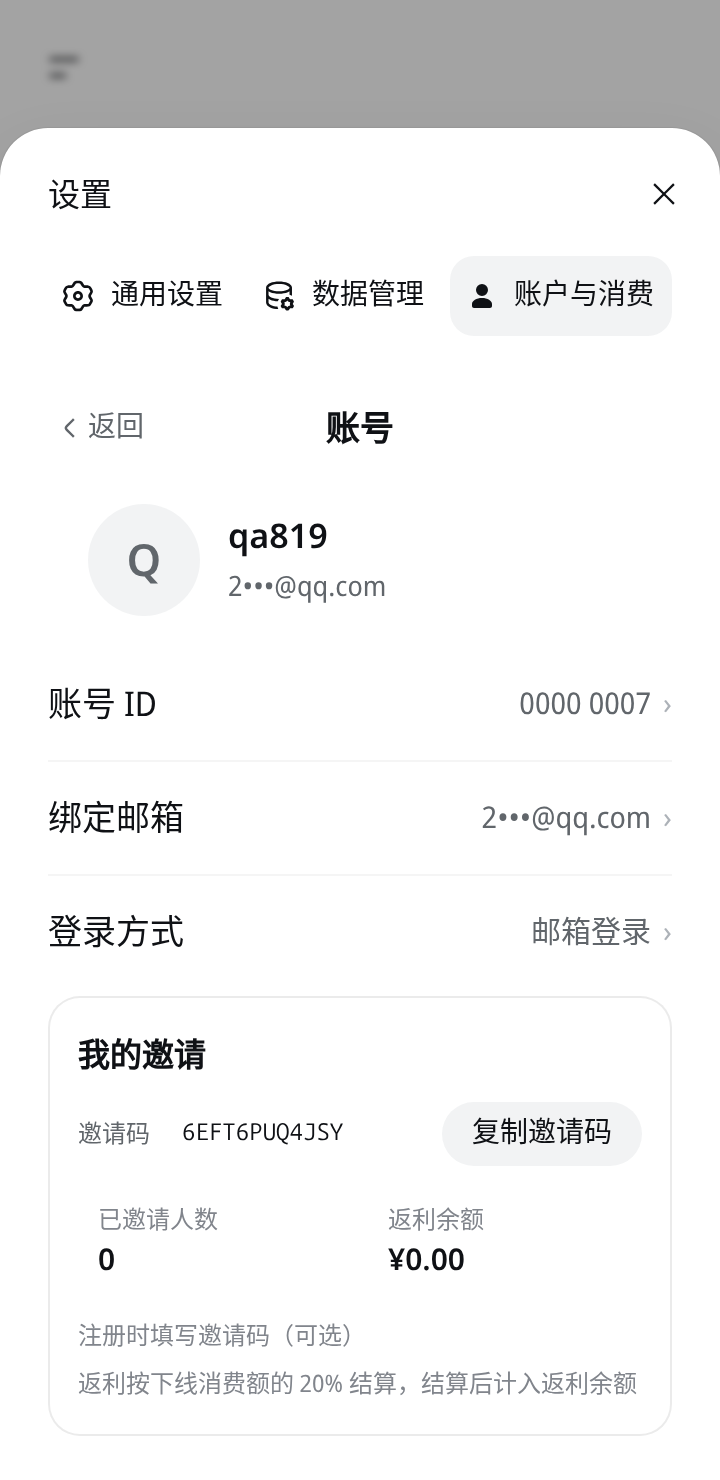 设置
通用设置 数据管理 账户与消费
返回 账号
Q
qa819
2•••@qq.com
账号 ID 0000 0007 ›
绑定邮箱 2•••@qq.com ›
登录方式 邮箱登录 ›
我的邀请
邀请码 6EFT6PUQ4JSY 复制邀请码
已邀请人数 返利余额
0 ¥0.00
注册时填写邀请码（可选）
返利按下线消费额的 20% 结算，结算后计入返利余额